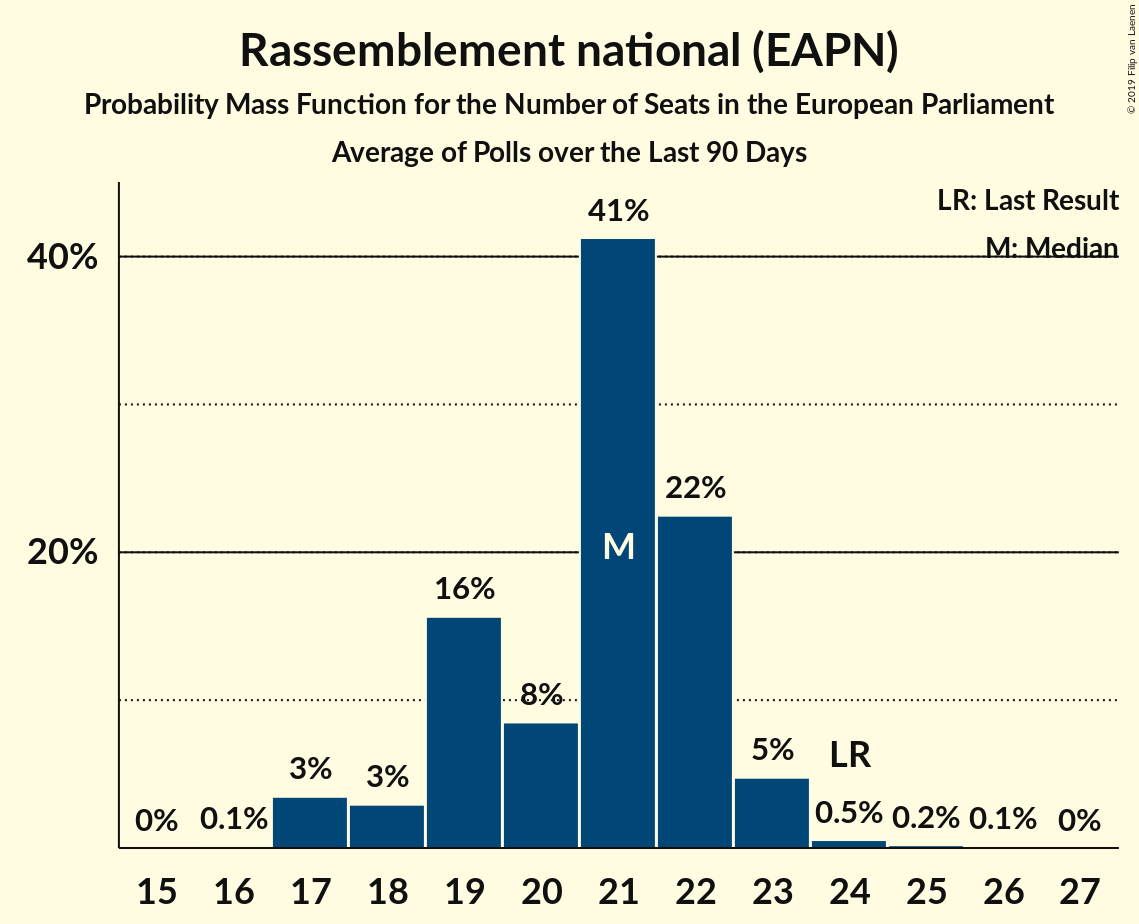 Rassemblement national (EAPN)
Probability Mass Function for the Number of Seats in the European Parliament
Average of Polls over the Last 90 Days
© 2019 Filip van Laenen
LR: Last Result
M: Median
40%
20%
41%
22%
M
16%
8%
5%
LR
3%
3%
0%
0.1%
0.5%
0.2%
0.1%
0%
15 16 17 18 19 20 21 22 23 24 25 26 27